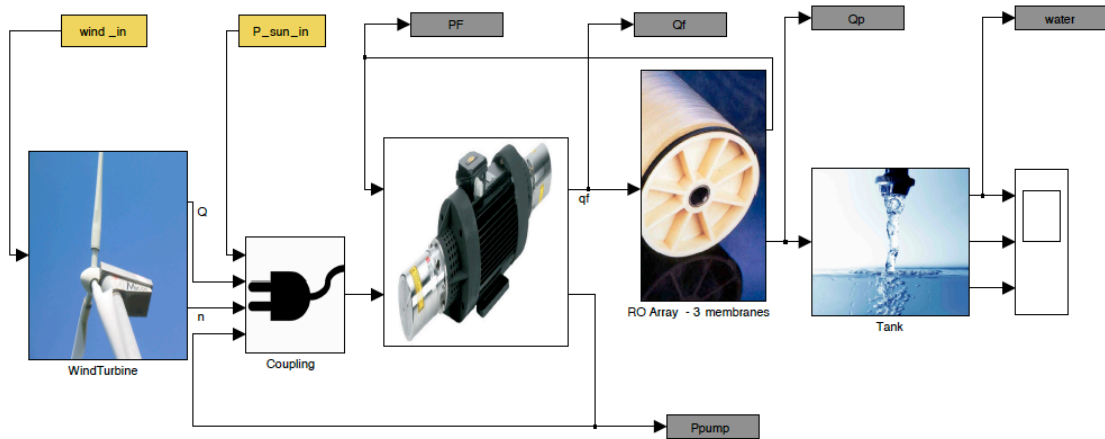 wind _in
P_sun_in
PF
Qf
Qp
water
Q
n
qf
WindTurbine
Coupling
RO Array - 3 membranes
Tank
Ppump